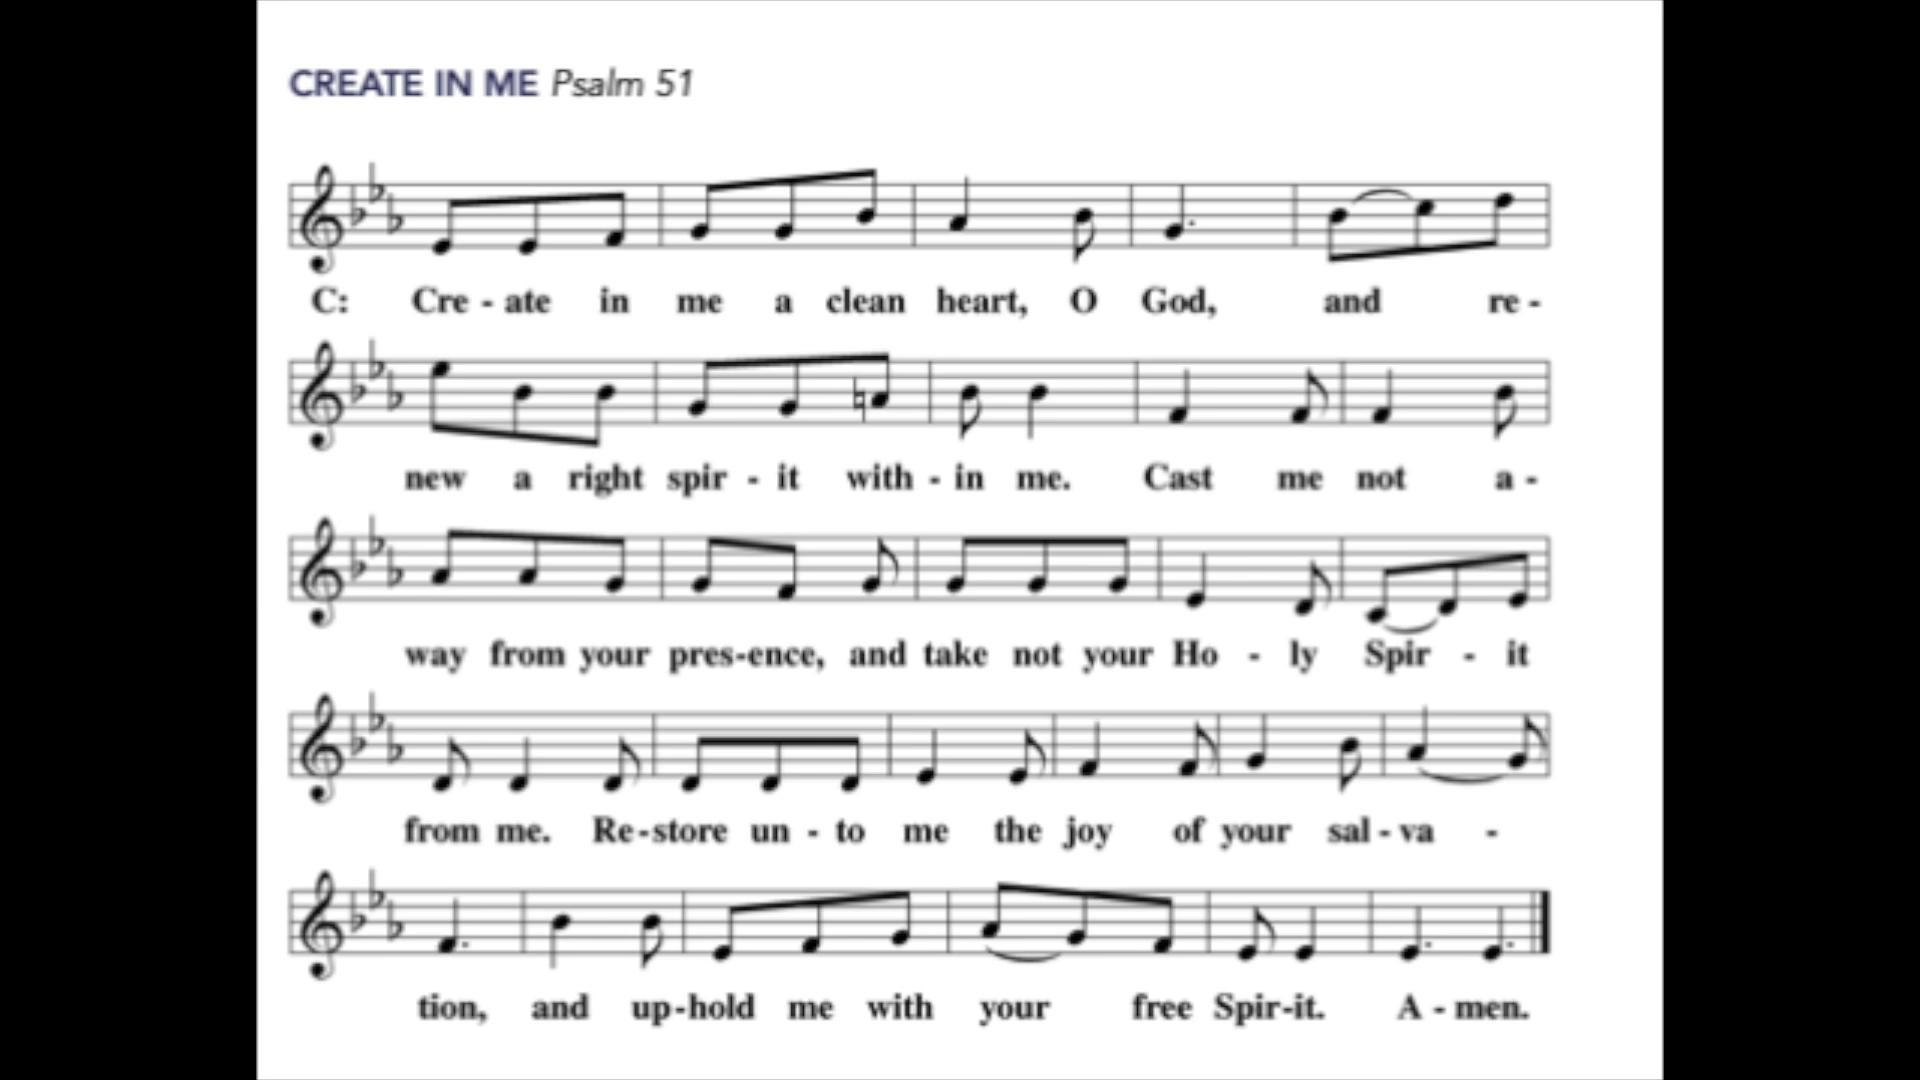 CREATE IN ME Psalm 51
C: Cre - ate in me a clean heart, O God, and re -
new a right spir - it with - in me. Cast me not a -
way from your pres-ence, and take not your Ho - ly Spir - it
from me. Re - store un - to me the joy of your sal - va -
tion, and up-hold me with your free Spir-it. A - men.